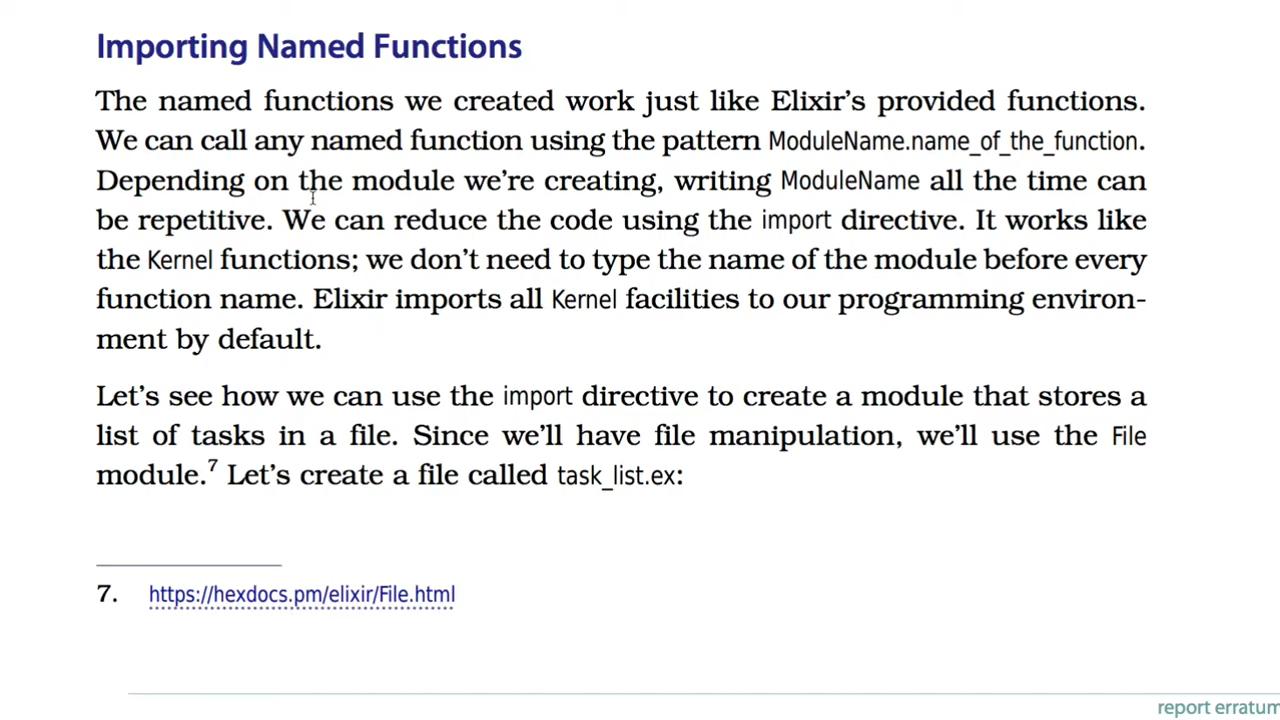 Importing Named Functions
The named functions we created work just like Elixir’s provided functions.
We can call any named function using the pattern ModuleName.name_of_the_function.
Depending on the module we’re creating, writing ModuleName all the time can
be repetitive. We can reduce the code using the import directive. It works like
the Kernel functions; we don’t need to type the name of the module before every
function name. Elixir imports all Kernel facilities to our programming environ-
ment by default.
Let’s see how we can use the import directive to create a module that stores a
list of tasks in a file. Since we’ll have file manipulation, we’ll use the File
module.7 Let’s create a file called task_list.ex:
7. https://hexdocs.pm/elixir/File.html
report erratum